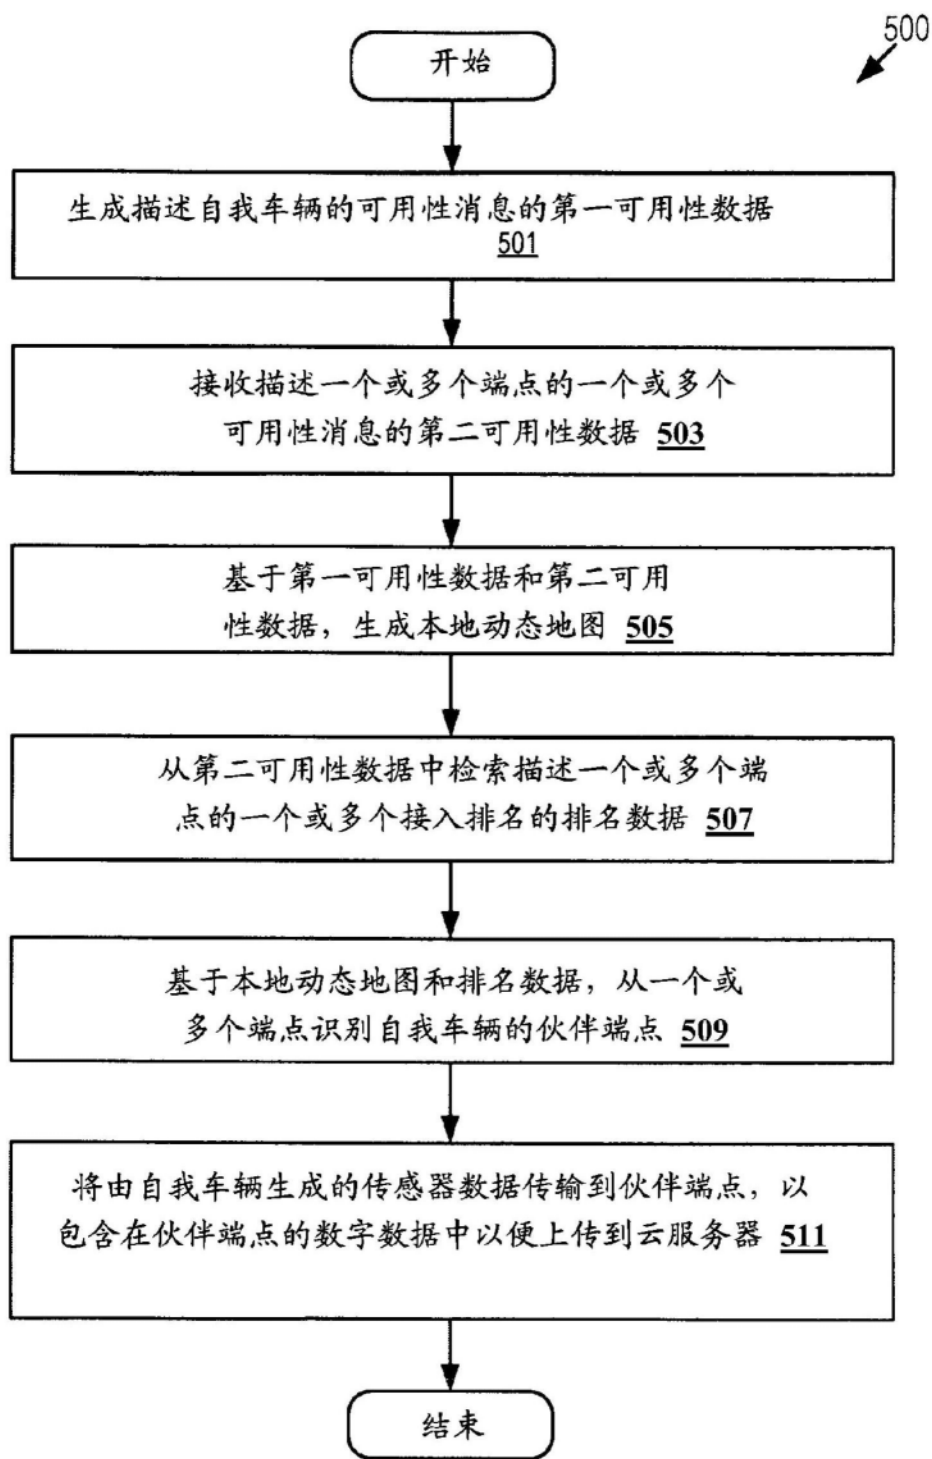 500
开始
生成描述自我车辆的可用性消息的第一可用性数据
501
接收描述一个或多个端点的一个或多个
可用性消息的第二可用性数据 503
基于第一可用性数据和第二可用
性数据，生成本地动态地图 505
从第二可用性数据中检索描述一个或多个端
点的一个或多个接入排名的排名数据 507
基于本地动态地图和排名数据，从一个或
多个端点识别自我车辆的伙伴端点 509
将由自我车辆生成的传感器数据传输到伙伴端点，以
包含在伙伴端点的数字数据中以便上传到云服务器 511
结束